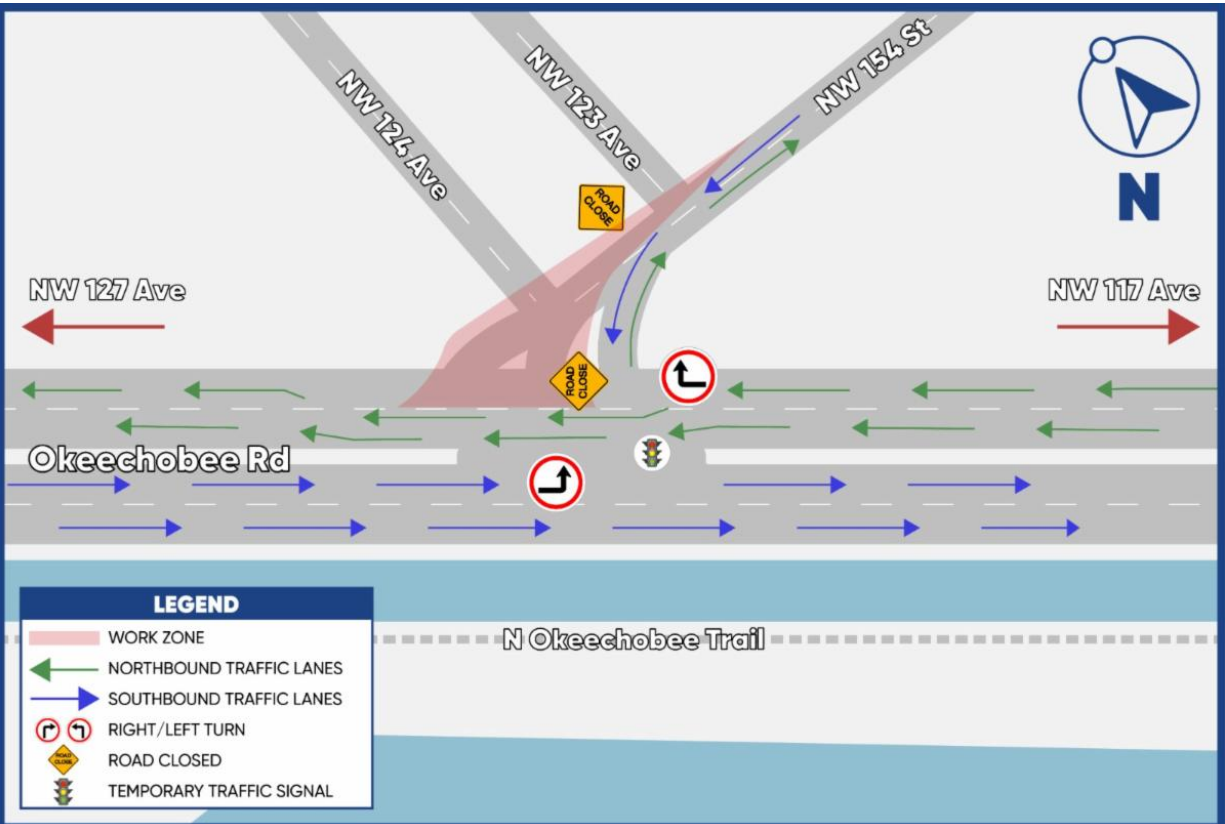 NW 124 Ave
NW 123 Ave
NW 154 St
N
ROAD
CLOSE
NW 127 Ave
NW 117 Ave
ROAD
CLOSE
Okeechobee Rd
N Okeechobee Trail
LEGEND
WORK ZONE
NORTHBOUND TRAFFIC LANES
SOUTHBOUND TRAFFIC LANES
RIGHT/LEFT TURN
ROAD
CLOSE
ROAD CLOSED
TEMPORARY TRAFFIC SIGNAL